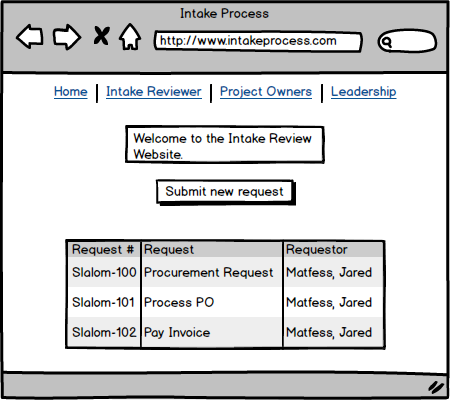 Intake Process
http://www.intakeprocess.com
Home | Intake Reviewer | Project Owners | Leadership
Welcome to the Intake Review
Website.
Submit new request
Request # Request Requestor
Slalom-100 Procurement Request Matfess, Jared
Slalom-101 Process PO Matfess, Jared
Slalom-102 Pay Invoice Matfess, Jared